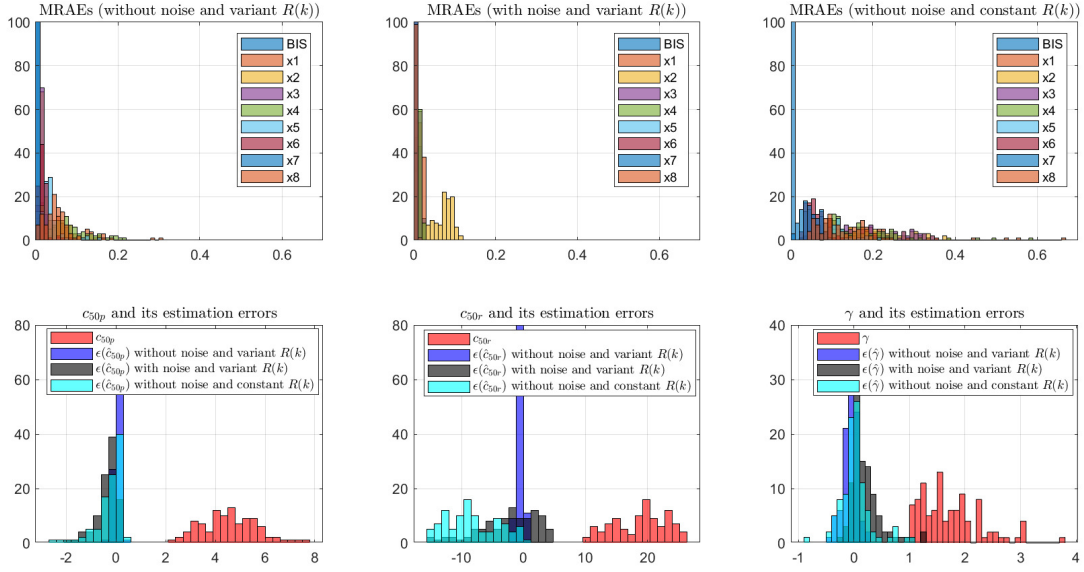 MRAEs (without noise and variant R(k))
100
80
60
40
20
0
0 0.2 0.4 0.6
BIS
x1
x2
x3
x4
x5
x6
x7
x8
MRAEs (with noise and variant R(k))
100
80
60
40
20
0
0 0.2 0.4 0.6
BIS
x1
x2
x3
x4
x5
x6
x7
x8
MRAEs (without noise and constant R(k))
100
80
60
40
20
0
0 0.2 0.4 0.6
BIS
x1
x2
x3
x4
x5
x6
x7
x8
c50p and its estimation errors
80
60
40
20
0
-2 0 2 4 6 8
c50p
ϵ(ĉ50p) without noise and variant R(k)
ϵ(ĉ50p) with noise and variant R(k)
ϵ(ĉ50p) without noise and constant R(k)
c50r and its estimation errors
80
60
40
20
0
-10 0 10 20
c50r
ϵ(ĉ50r) without noise and variant R(k)
ϵ(ĉ50r) with noise and variant R(k)
ϵ(ĉ50r) without noise and constant R(k)
γ and its estimation errors
40
30
20
10
0
-1 0 1 2 3 4
γ
ϵ(γ̂) without noise and variant R(k)
ϵ(γ̂) with noise and variant R(k)
ϵ(γ̂) without noise and constant R(k)